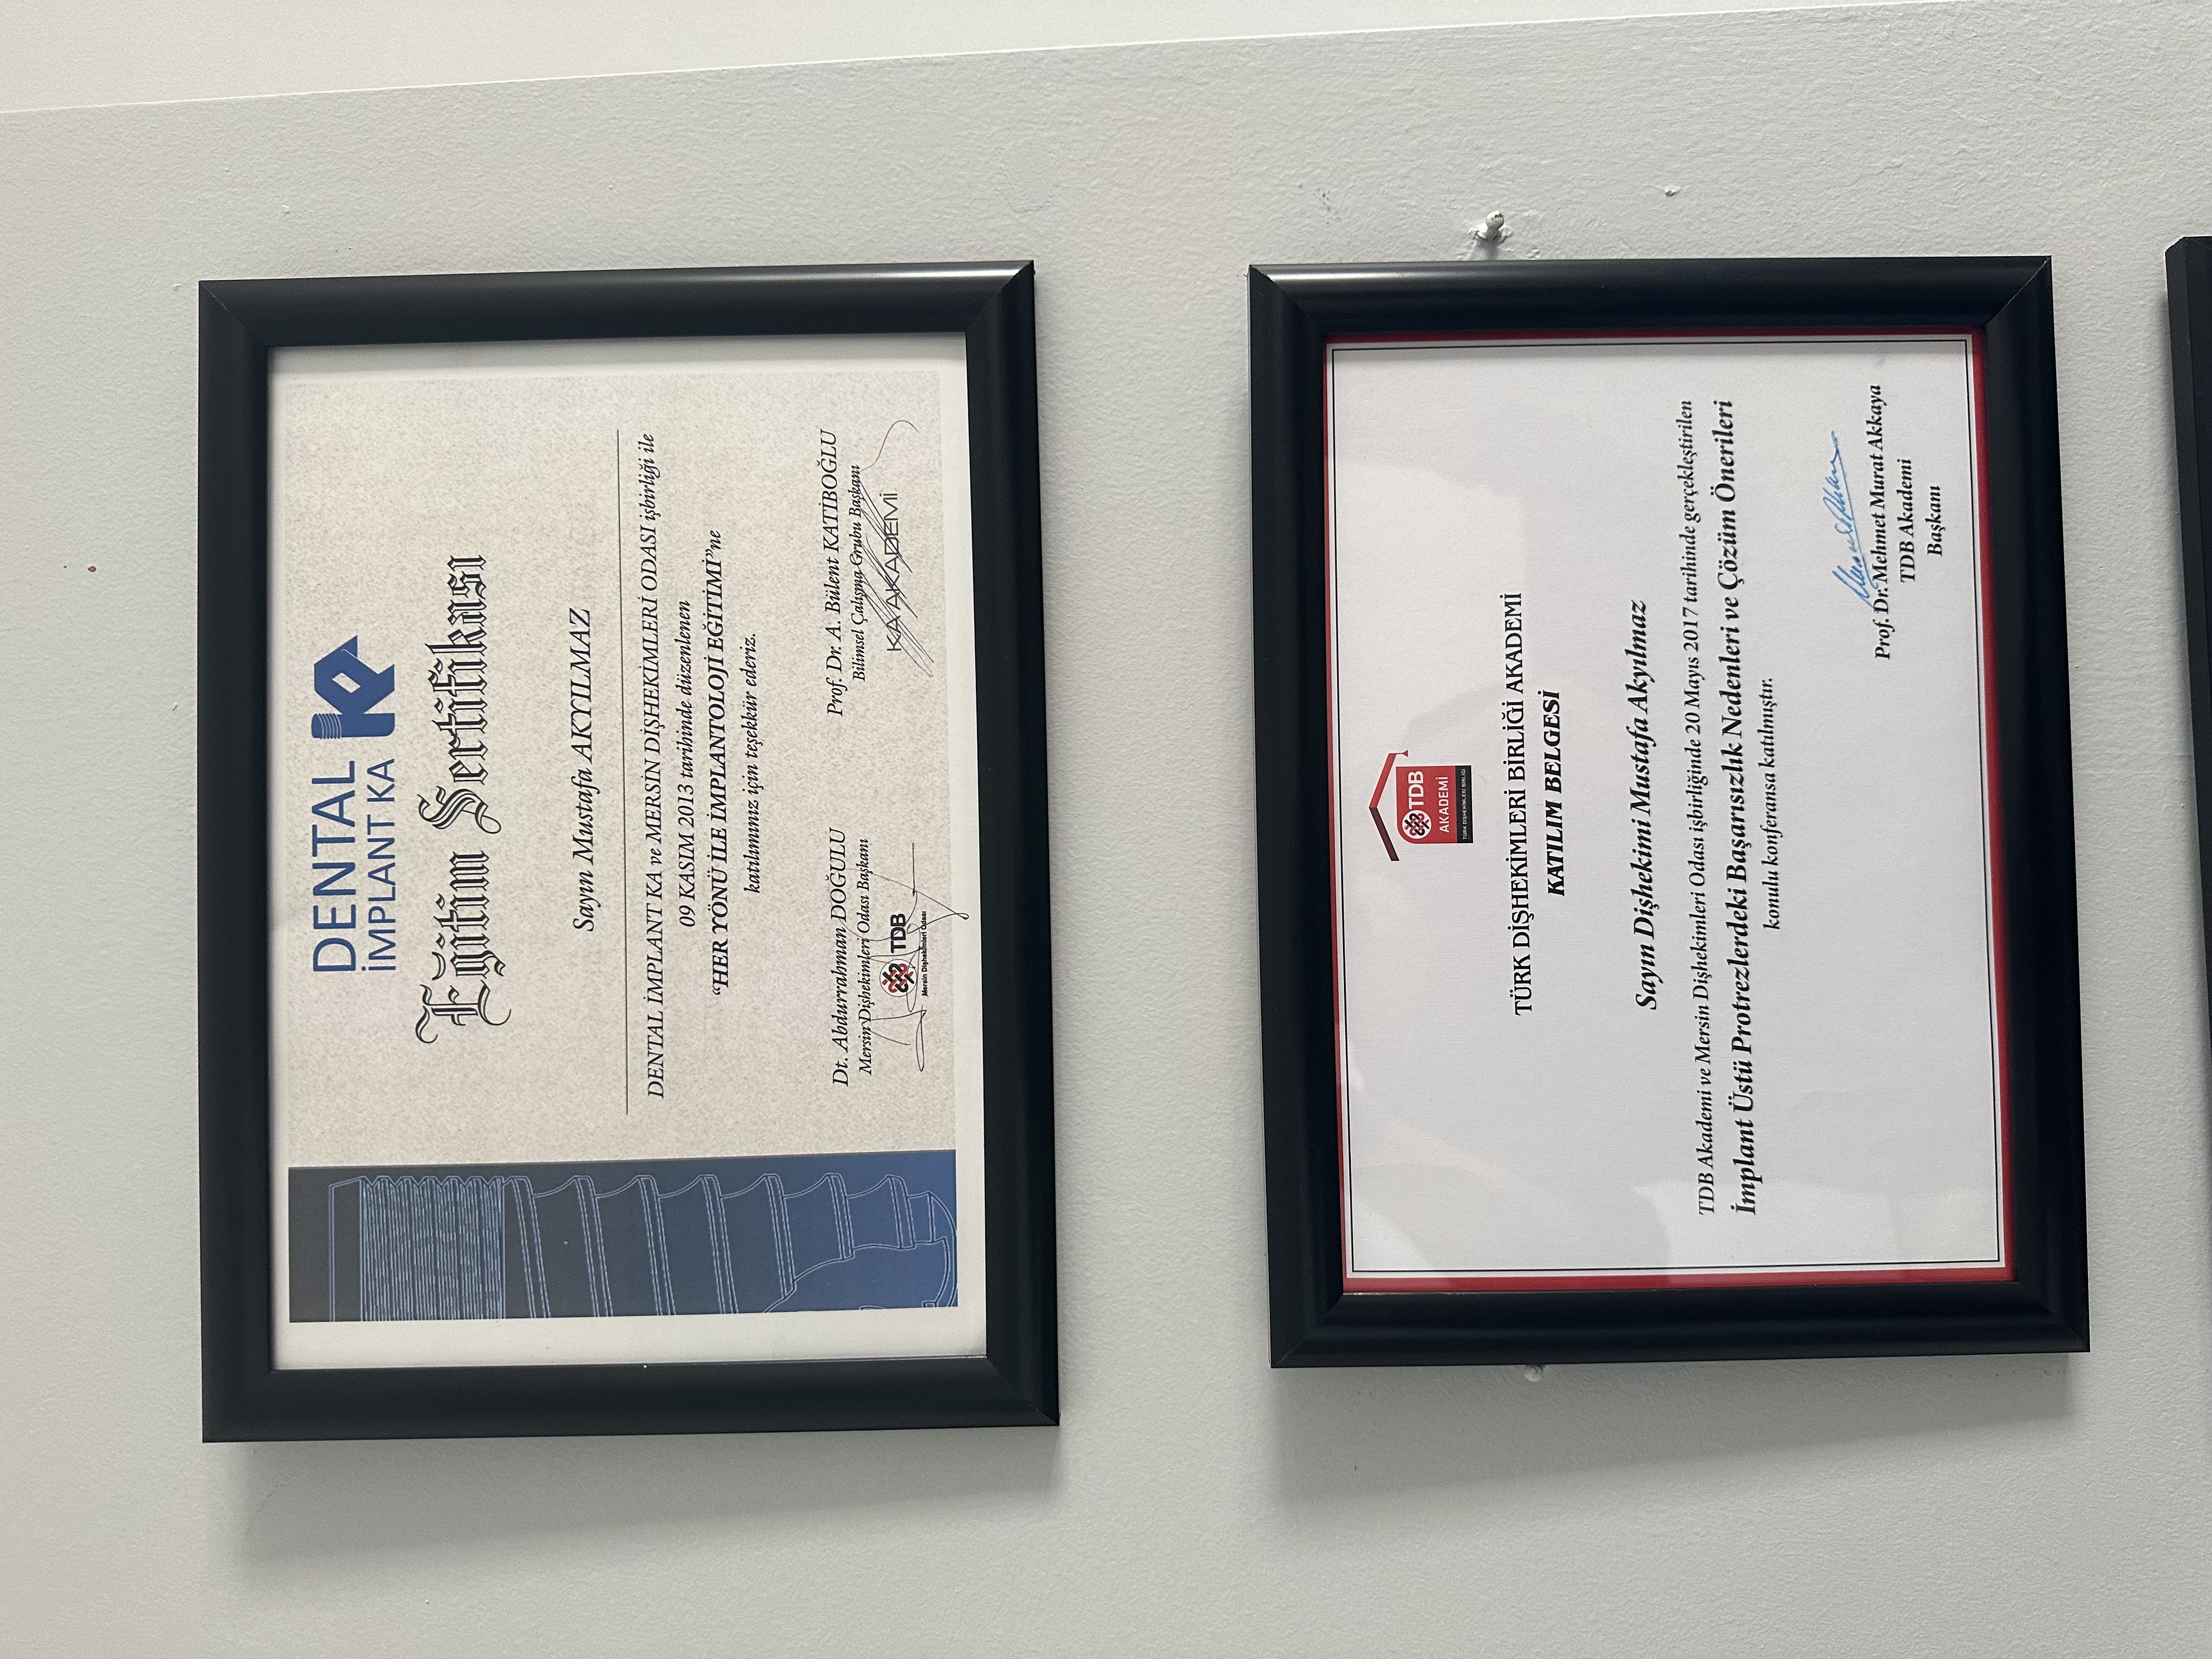 DENTAL
İMPLANT KA
Eğitim Sertifikası
Sayın Mustafa AKYILMAZ
DENTAL İMPLANT KA ve MERSİN DİŞHEKİMLERİ ODASI işbirliği ile
09 KASIM 2013 tarihinde düzenlenen
“HER YÖNÜ İLE İMPLANTOLOJİ EĞİTİMİ”ne
katılımınız için teşekkür ederiz.
Dt. Abdurrahman DOĞULU
Mersin Dişhekimleri Odası Başkanı
TDB
Mersin Dişhekimleri Odası
Prof. Dr. A. Bülent KATİBOĞLU
Bilimsel Çalışma Grubu Başkanı
KA AKADEMİ
TDB
AKADEMİ
TÜRK DİŞHEKİMLERİ BİRLİĞİ
TÜRK DİŞHEKİMLERİ BİRLİĞİ AKADEMİ
KATILIM BELGESİ
Sayın Dişhekimi Mustafa Akyılmaz
TDB Akademi ve Mersin Dişhekimleri Odası işbirliğinde 20 Mayıs 2017 tarihinde gerçekleştirilen
İmplant Üstü Protrezlerdeki Başarısızlık Nedenleri ve Çözüm Önerileri
konulu konferansa katılmıştır.
Prof. Dr. Mehmet Murat Akkaya
TDB Akademi
Başkanı